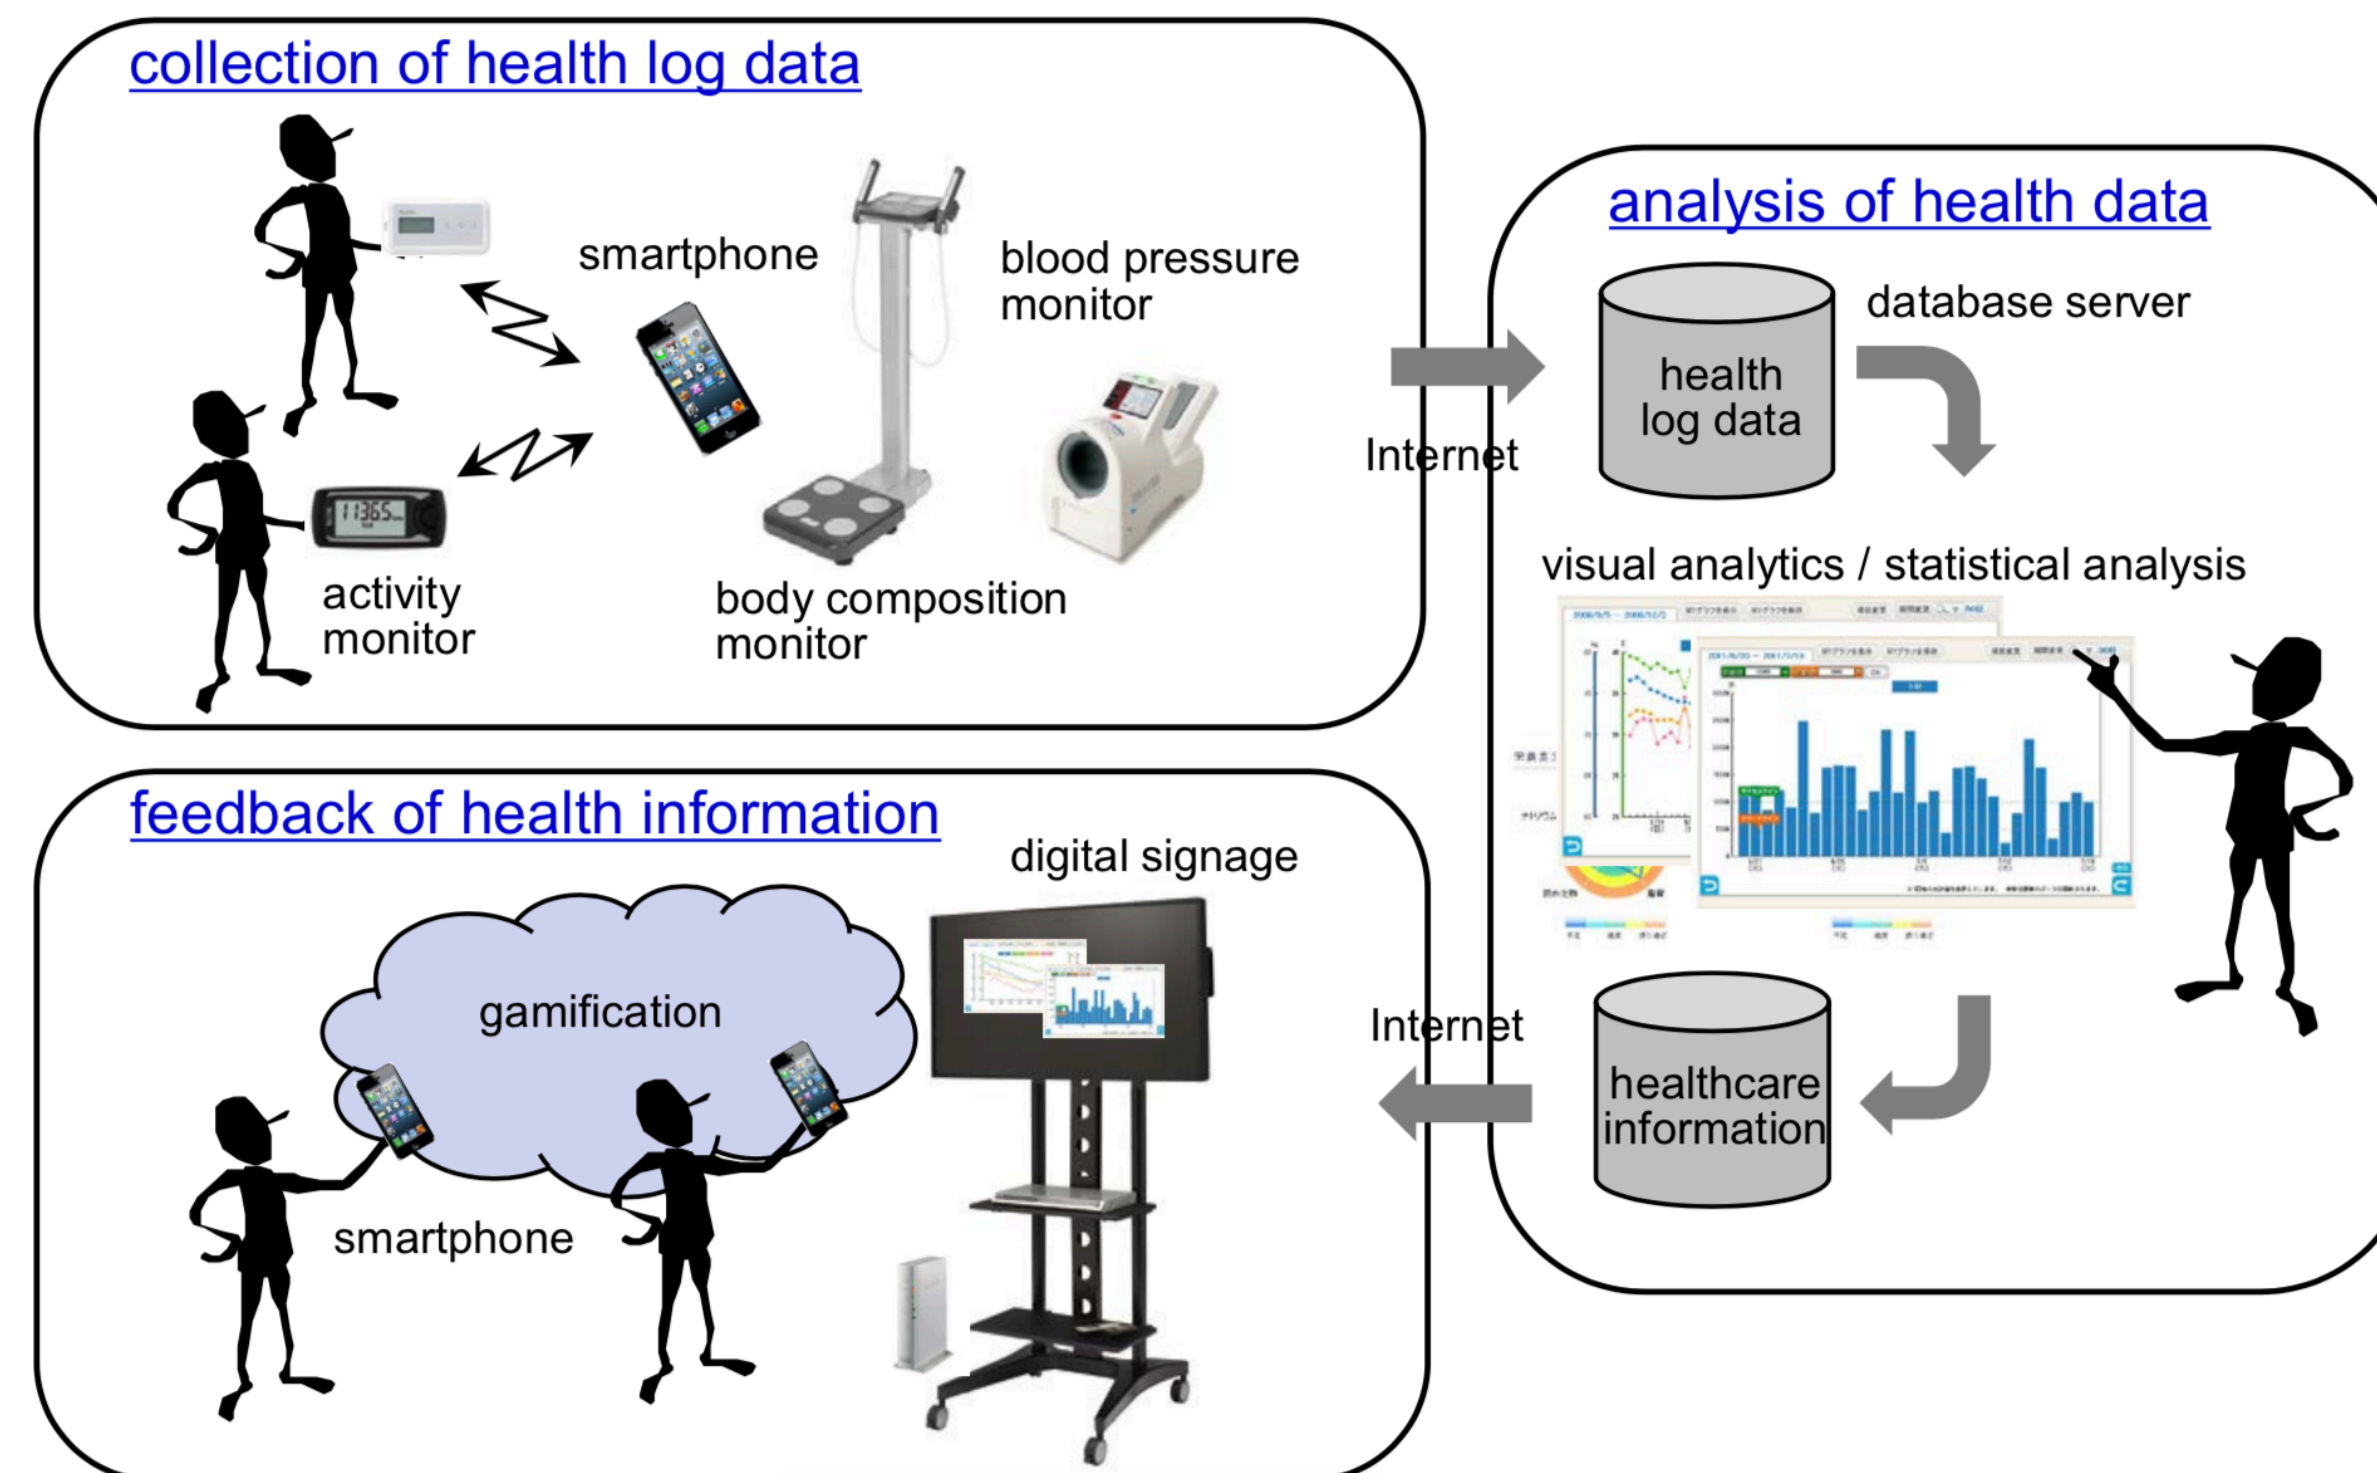 collection of health log data
smartphone
blood pressure
monitor
11365
activity
monitor
body composition
monitor
Internet
analysis of health data
database server
health
log data
visual analytics / statistical analysis
healthcare
information
Internet
feedback of health information
digital signage
gamification
smartphone